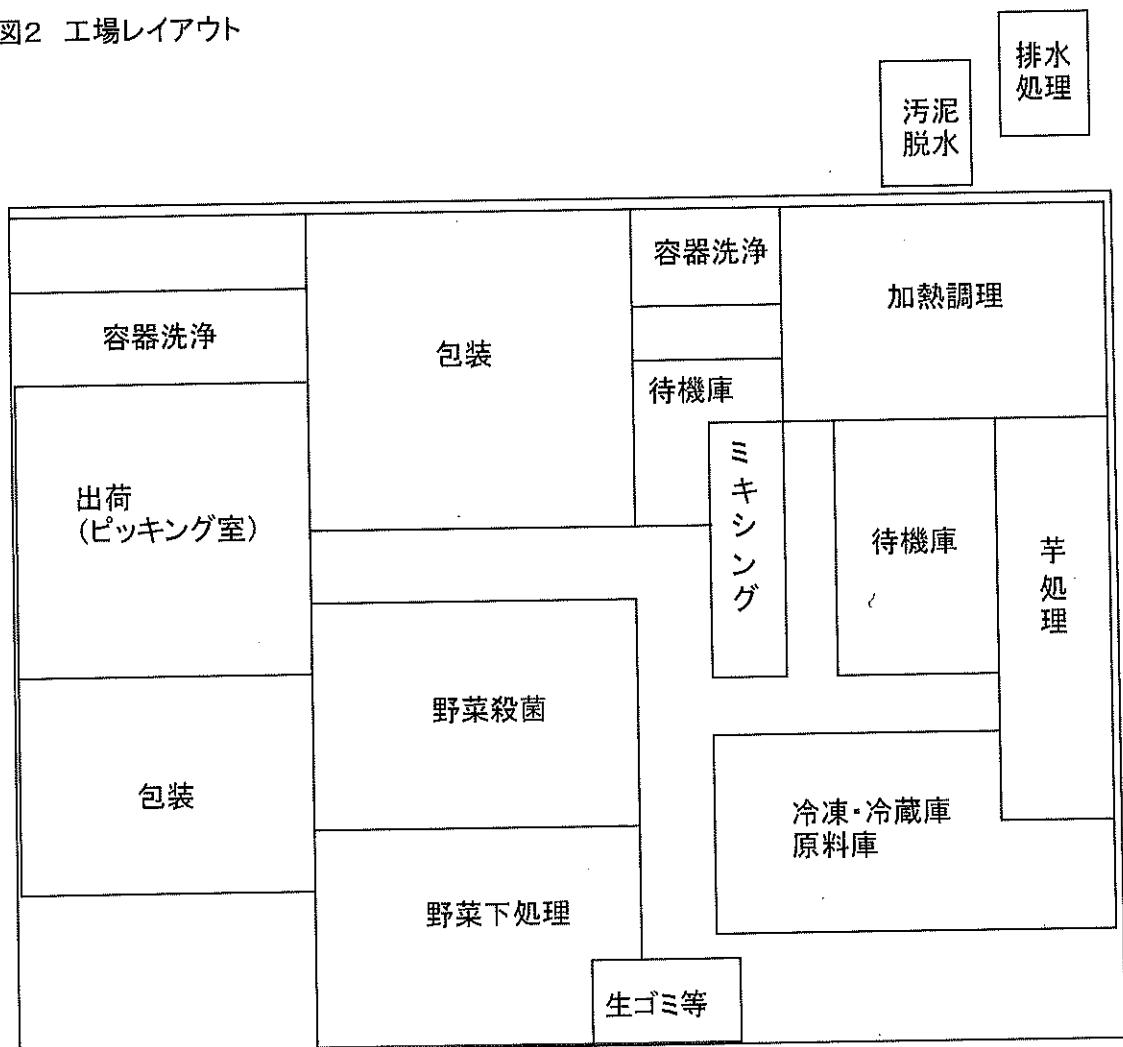 図2 工場レイアウト
排水
処理
汚泥
脱水
容器洗浄
加熱調理
容器洗浄
包装
待機庫
ミキシング
出荷
(ピッキング室)
待機庫
芋処理
野菜殺菌
包装
冷凍・冷蔵庫
原料庫
野菜下処理
生ゴミ等